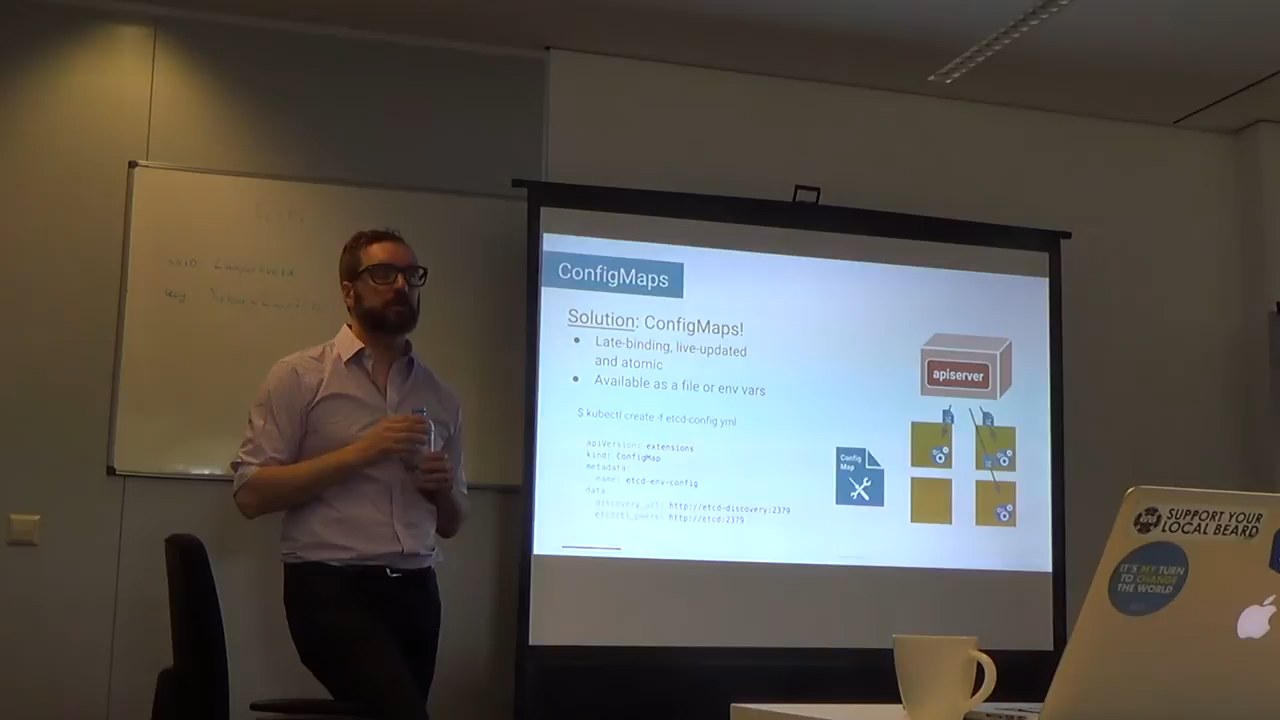 ConfigMaps
Solution: ConfigMaps!
● Late-binding, live-updated
and atomic
● Available as a file or env vars
$ kubectl create -f etcd-config.yml
apiVersion: extensions
kind: ConfigMap
metadata:
name: etcd-env-config
data:
discovery_url: http://etcd-discovery:2379
etcdctl_peers: http://etcd:2379
apiserver
Config
Map
SUPPORT YOUR
LOCAL BEARD
IT'S MY TURN
TO CHANGE
THE WORLD